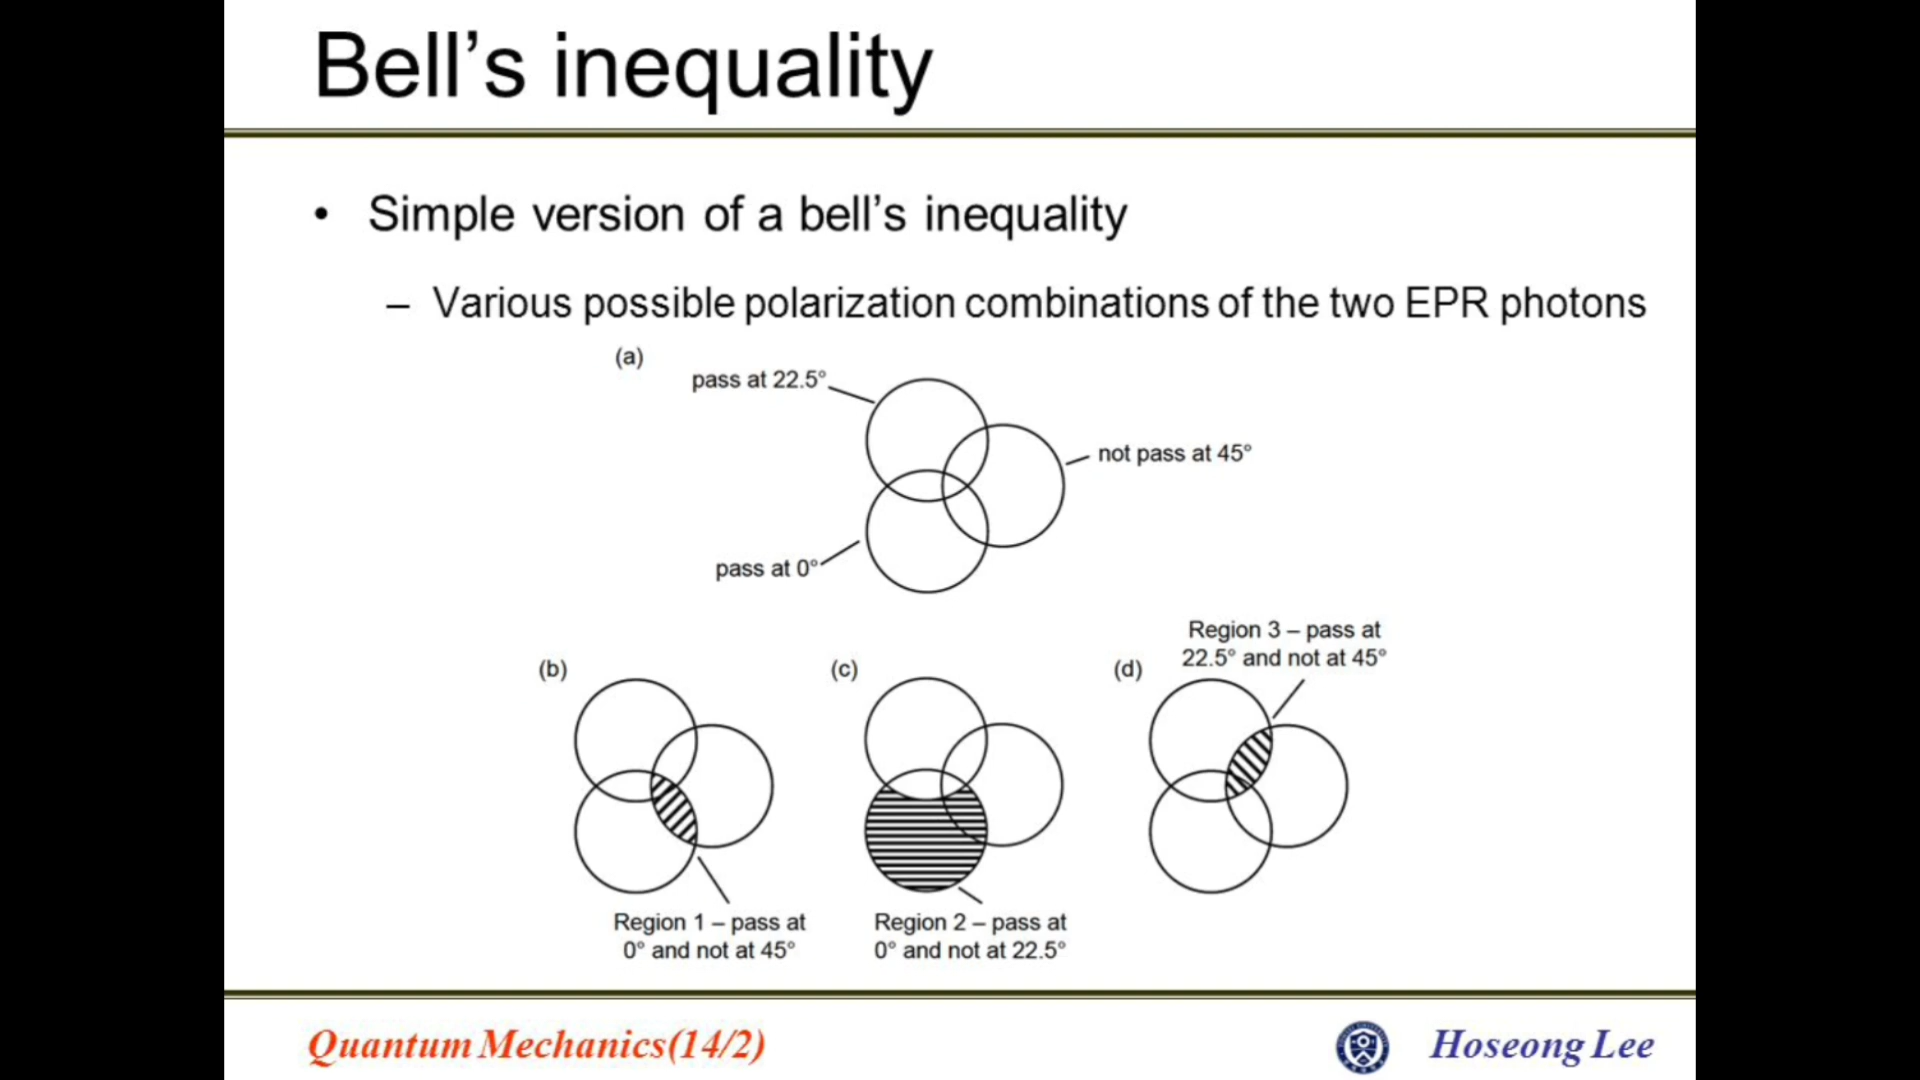 Bell's inequality
• Simple version of a bell's inequality
– Various possible polarization combinations of the two EPR photons
(a)
pass at 22.5°
not pass at 45°
pass at 0°
Region 3 – pass at
22.5° and not at 45°
(b)
(c)
(d)
Region 1 – pass at
0° and not at 45°
Region 2 – pass at
0° and not at 22.5°
Quantum Mechanics(14/2)
Hoseong Lee